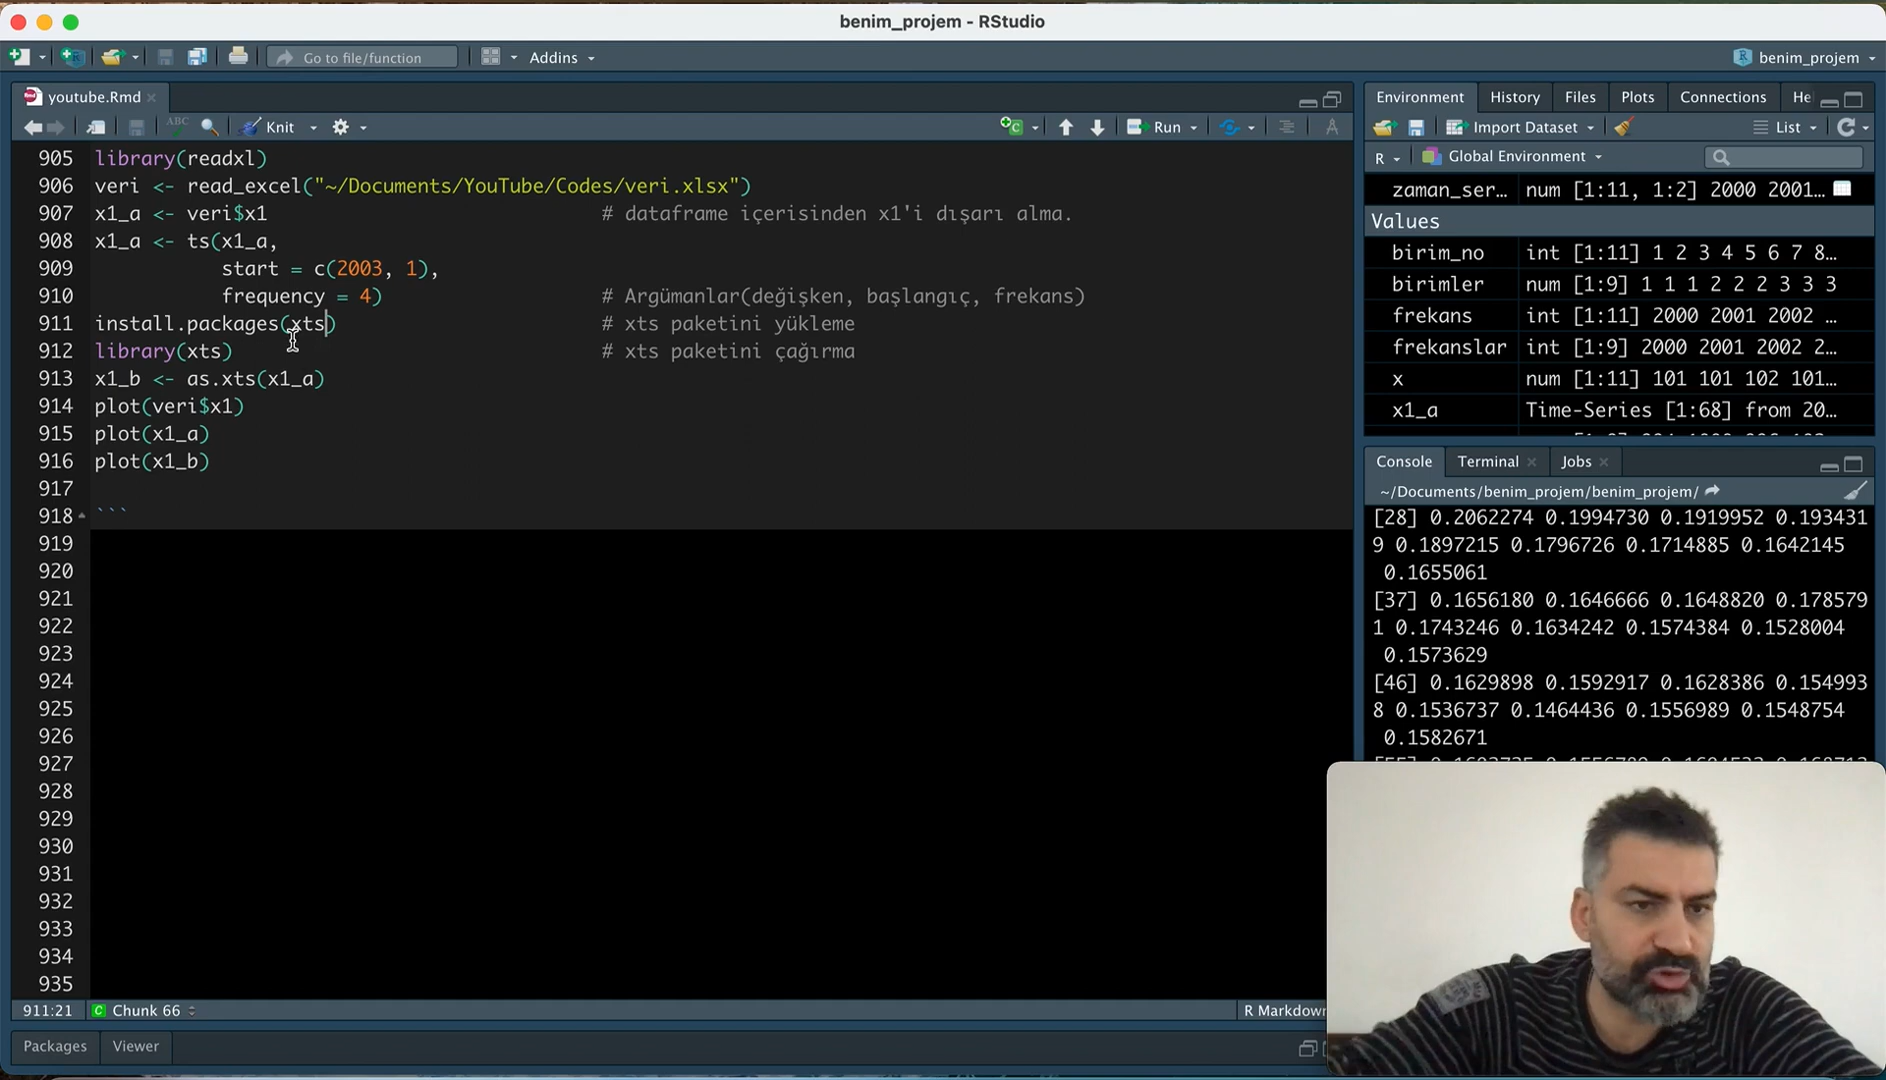 benim_projem - RStudio
Go to file/function
Addins
benim_projem
youtube.Rmd
ABC
Knit
Run
905 library(readxl)
906 veri <- read_excel("~/Documents/YouTube/Codes/veri.xlsx")
907 x1_a <- veri$x1 # dataframe içerisinden x1'i dışarı alma.
908 x1_a <- ts(x1_a,
909 start = c(2003, 1),
910 frequency = 4) # Argümanlar(değişken, başlangıç, frekans)
911 install.packages(xts) # xts paketini yükleme
912 library(xts) # xts paketini çağırma
913 x1_b <- as.xts(x1_a)
914 plot(veri$x1)
915 plot(x1_a)
916 plot(x1_b)
917
918 ```
919
920
921
922
923
924
925
926
927
928
929
930
931
932
933
934
935
911:21
Chunk 66
R Markdown
Packages Viewer
Environment History Files Plots Connections He
Import Dataset
List
R
Global Environment
zaman_ser… num [1:11, 1:2] 2000 2001…
Values
birim_no int [1:11] 1 2 3 4 5 6 7 8…
birimler num [1:9] 1 1 1 2 2 2 3 3 3
frekans int [1:11] 2000 2001 2002 …
frekanslar int [1:9] 2000 2001 2002 2…
x num [1:11] 101 101 102 101…
x1_a Time-Series [1:68] from 20…
Console Terminal Jobs
~/Documents/benim_projem/benim_projem/
[28] 0.2062274 0.1994730 0.1919952 0.193431
9 0.1897215 0.1796726 0.1714885 0.1642145
0.1655061
[37] 0.1656180 0.1646666 0.1648820 0.178579
1 0.1743246 0.1634242 0.1574384 0.1528004
0.1573629
[46] 0.1629898 0.1592917 0.1628386 0.154993
8 0.1536737 0.1464436 0.1556989 0.1548754
0.1582671